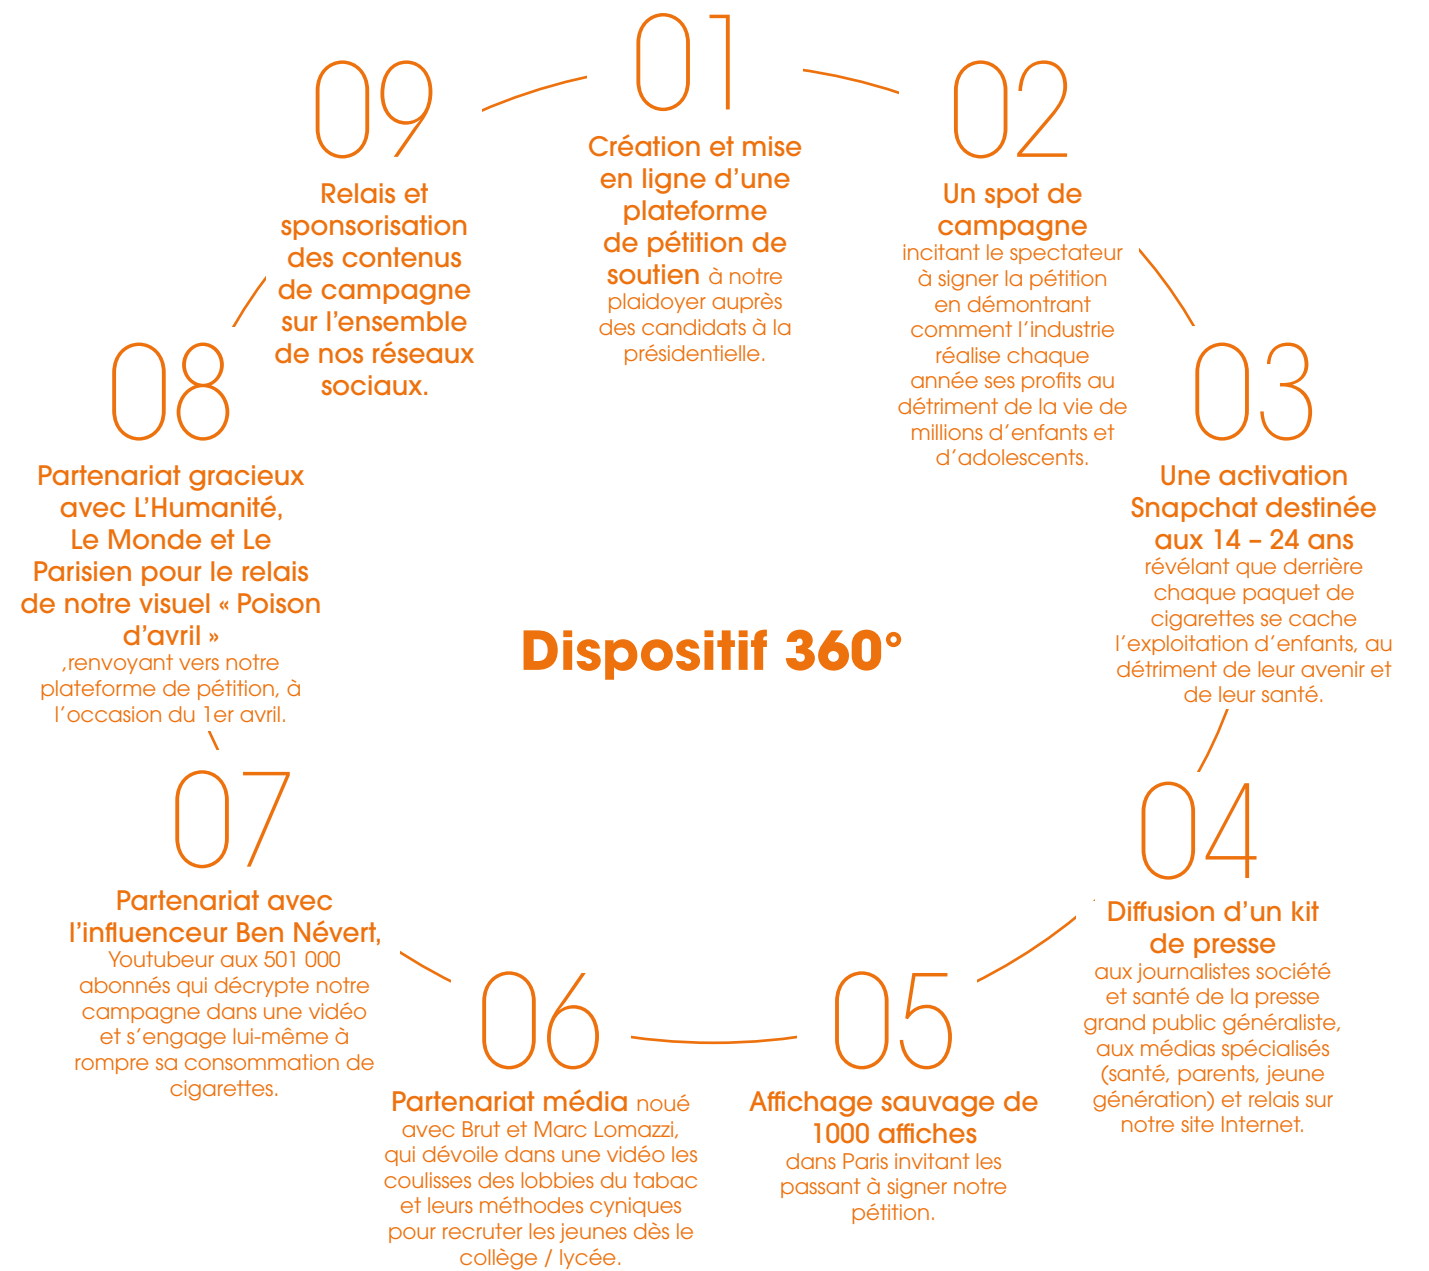 01
Création et mise
en ligne d'une
plateforme
de pétition de
soutien à notre
plaidoyer auprès
des candidats à la
présidentielle.
02
Un spot de
campagne
incitant le spectateur
à signer la pétition
en démontrant
comment l'industrie
réalise chaque
année ses profits au
détriment de la vie de
millions d'enfants et
d'adolescents.
03
Une activation
Snapchat destinée
aux 14 – 24 ans
révélant que derrière
chaque paquet de
cigarettes se cache
l'exploitation d'enfants, au
détriment de leur avenir et
de leur santé.
04
Diffusion d'un kit
de presse
aux journalistes société
et santé de la presse
grand public généraliste,
aux médias spécialisés
(santé, parents, jeune
génération) et relais sur
notre site Internet.
05
Affichage sauvage de
1000 affiches
dans Paris invitant les
passant à signer notre
pétition.
06
Partenariat média noué
avec Brut et Marc Lomazzi,
qui dévoile dans une vidéo les
coulisses des lobbies du tabac
et leurs méthodes cyniques
pour recruter les jeunes dès le
collège / lycée.
07
Partenariat avec
l'influenceur Ben Névert,
Youtubeur aux 501 000
abonnés qui décrypte notre
campagne dans une vidéo
et s'engage lui-même à
rompre sa consommation de
cigarettes.
08
Partenariat gracieux
avec L'Humanité,
Le Monde et Le
Parisien pour le relais
de notre visuel « Poison
d'avril »
,renvoyant vers notre
plateforme de pétition, à
l'occasion du 1er avril.
09
Relais et
sponsorisation
des contenus
de campagne
sur l'ensemble
de nos réseaux
sociaux.
Dispositif 360°